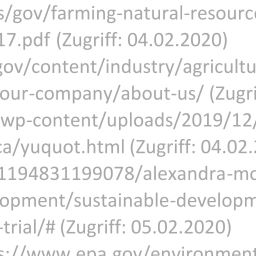 s/gov/farming-natural-resourc
17.pdf (Zugriff: 04.02.2020)
gov/content/industry/agricultu
our-company/about-us/ (Zugri
wp-content/uploads/2019/12/
ca/yuquot.html (Zugriff: 04.02.
1194831199078/alexandra-mo
opment/sustainable-developm
-trial/# (Zugriff: 05.02.2020)
s://www.epa.gov/environment